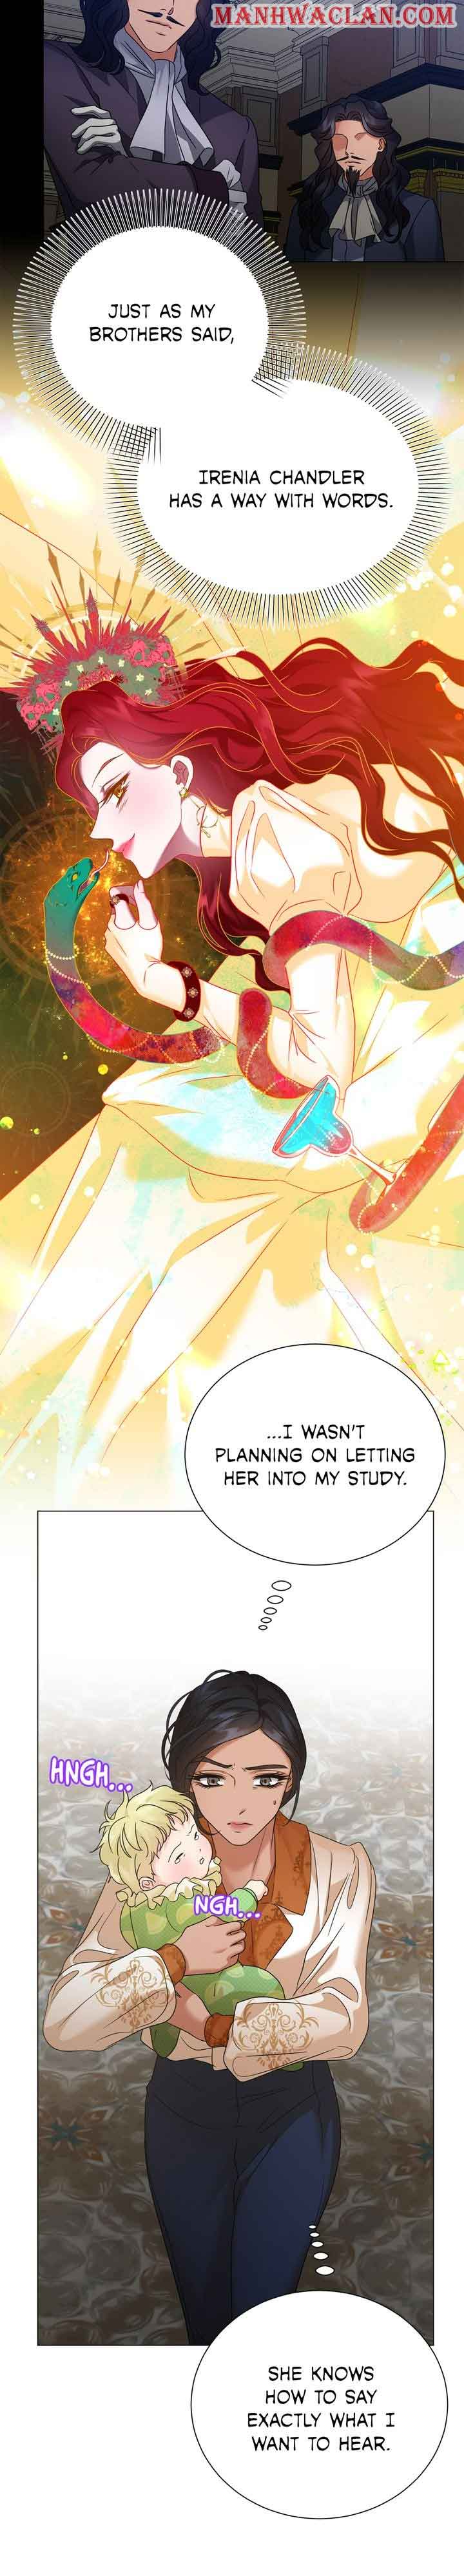 MANHWACLAN.COM
JUST AS MY
BROTHERS SAID,
IRENIA CHANDLER
HAS A WAY WITH WORDS.
...I WASN'T
PLANNING ON LETTING
HER INTO MY STUDY.
HNGH...
NGH...
SHE KNOWS
HOW TO SAY
EXACTLY WHAT I
WANT TO HEAR.